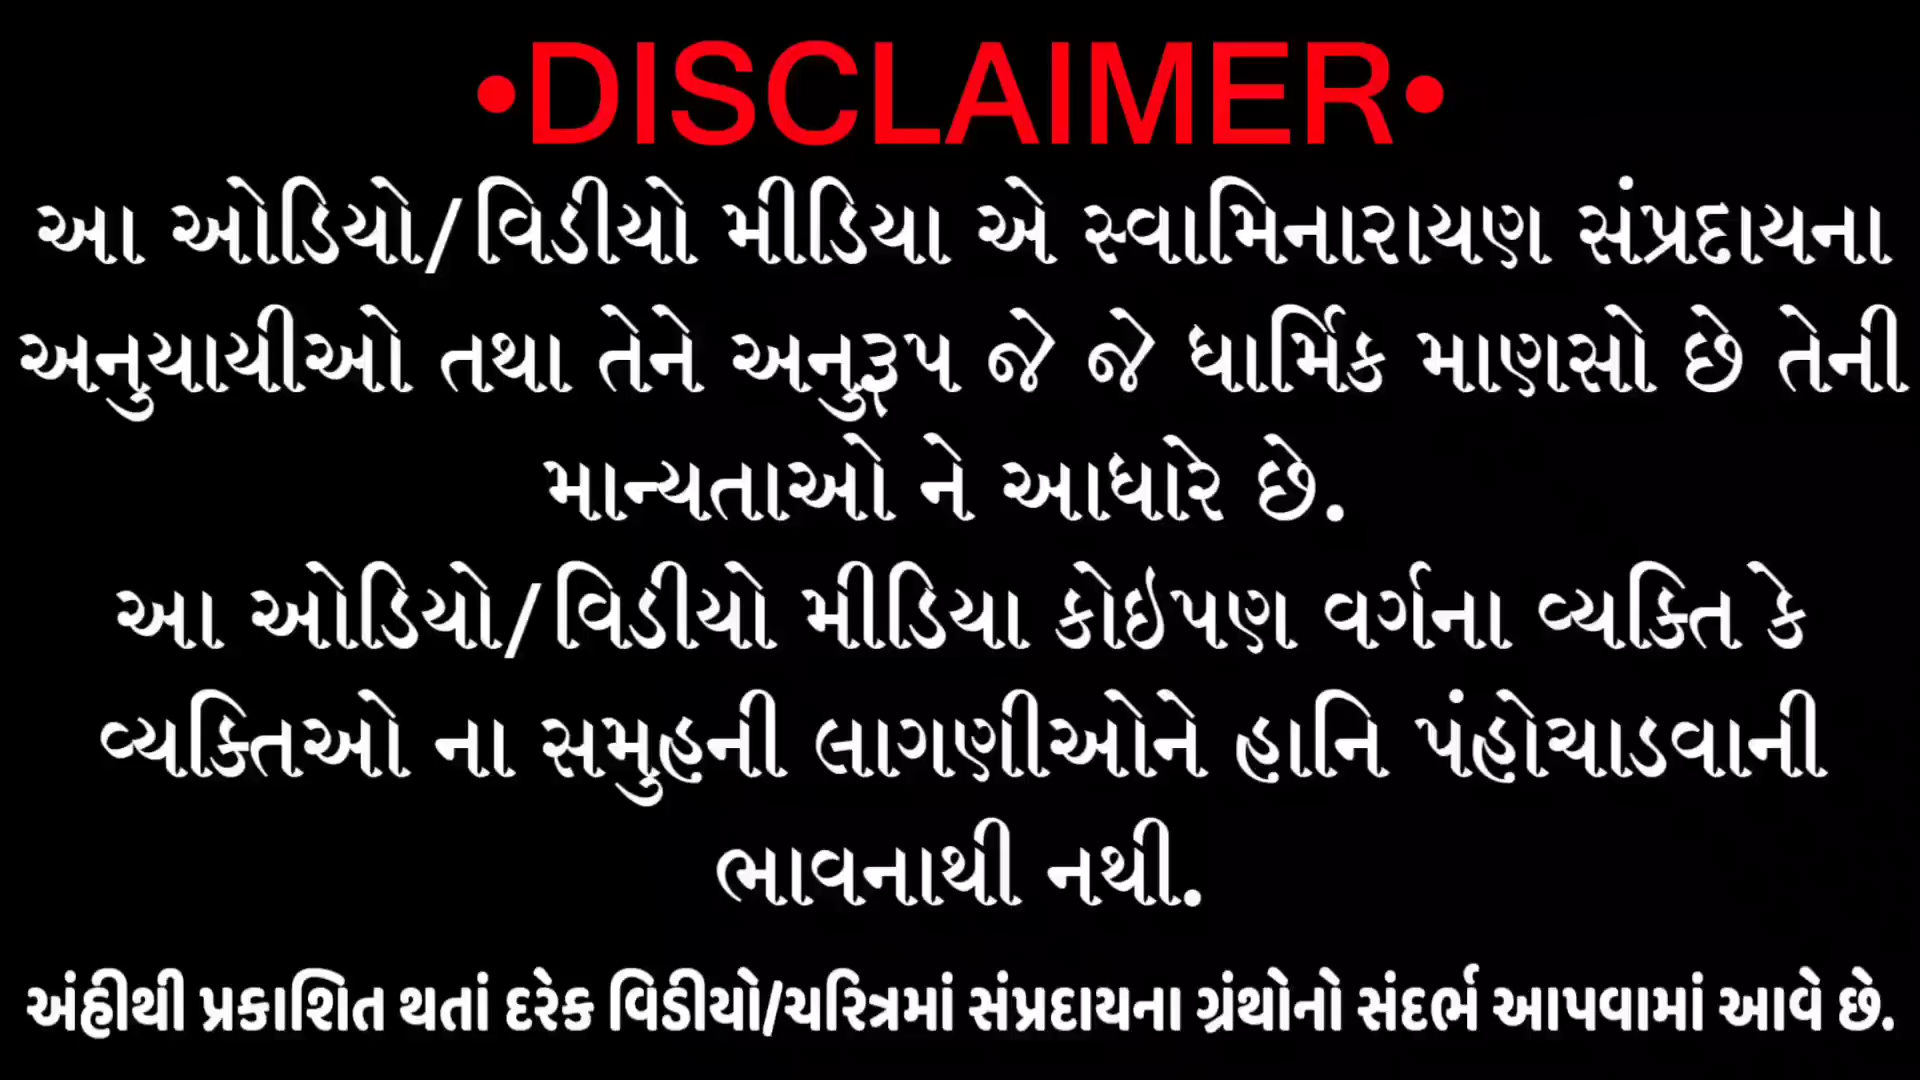 •DISCLAIMER•
આ ઓડિયો/વિડીયો મીડિયા એ સ્વામિનારાયણ સંપ્રદાયના
અનુયાયીઓ તથા તેને અનુરૂપ જે જે ધાર્મિક માણસો છે તેની
માન્યતાઓ ને આધારે છે.
આ ઓડિયો/વિડીયો મીડિયા કોઇપણ વર્ગના વ્યક્તિ કે
વ્યક્તિઓ ના સમુહની લાગણીઓને હાનિ પંહોચાડવાની
ભાવનાથી નથી.
અંહીથી પ્રકાશિત થતાં દરેક વિડીયો/ચરિત્રમાં સંપ્રદાયના ગ્રંથોનો સંદર્ભ આપવામાં આવે છે.